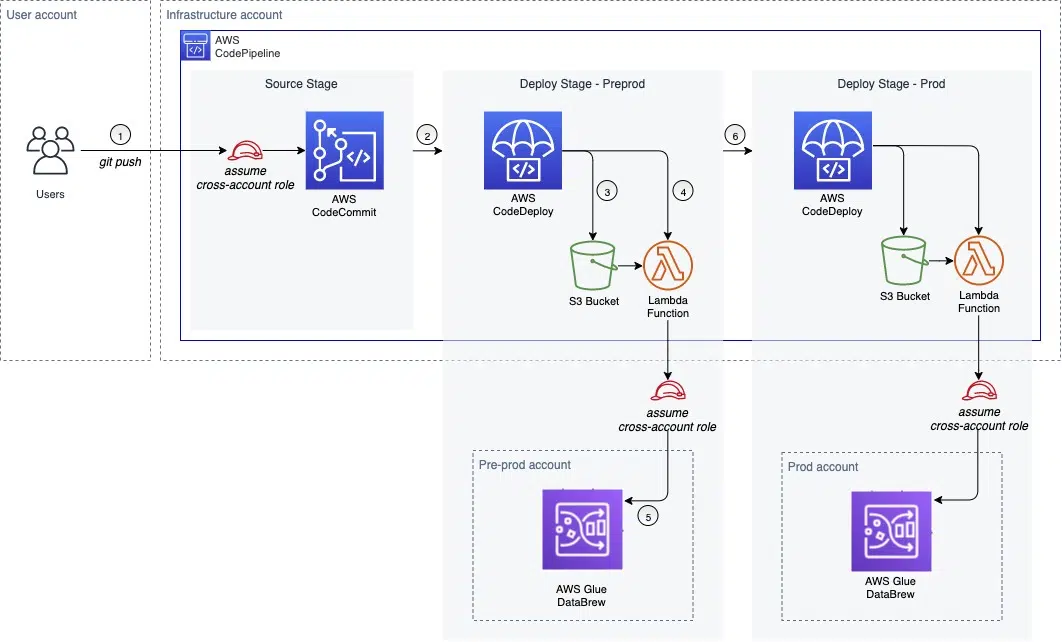 User account
Infrastructure account
AWS
CodePipeline
Source Stage
Deploy Stage - Preprod
Deploy Stage - Prod
1
git push
Users
assume
cross-account role
AWS
CodeCommit
2
AWS
CodeDeploy
3
4
S3 Bucket
Lambda
Function
6
AWS
CodeDeploy
S3 Bucket
Lambda
Function
assume
cross-account role
assume
cross-account role
Pre-prod account
5
AWS Glue
DataBrew
Prod account
AWS Glue
DataBrew